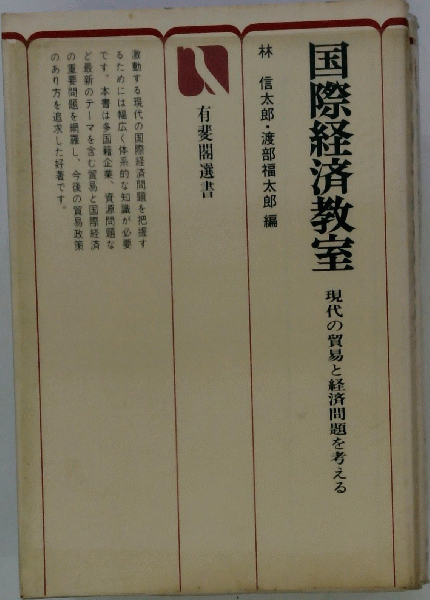 国際経済教室
現代の貿易と経済問題を考える
林 信太郎・渡部福太郎 編
有斐閣選書
激動する現代の国際経済問題を把握す
るためには幅広く体系的な知識が必要
です。本書は多国籍企業、資源問題な
ど最新のテーマを含む貿易と国際経済
の重要問題を網羅し、今後の貿易政策
のあり方を追求した好著です。